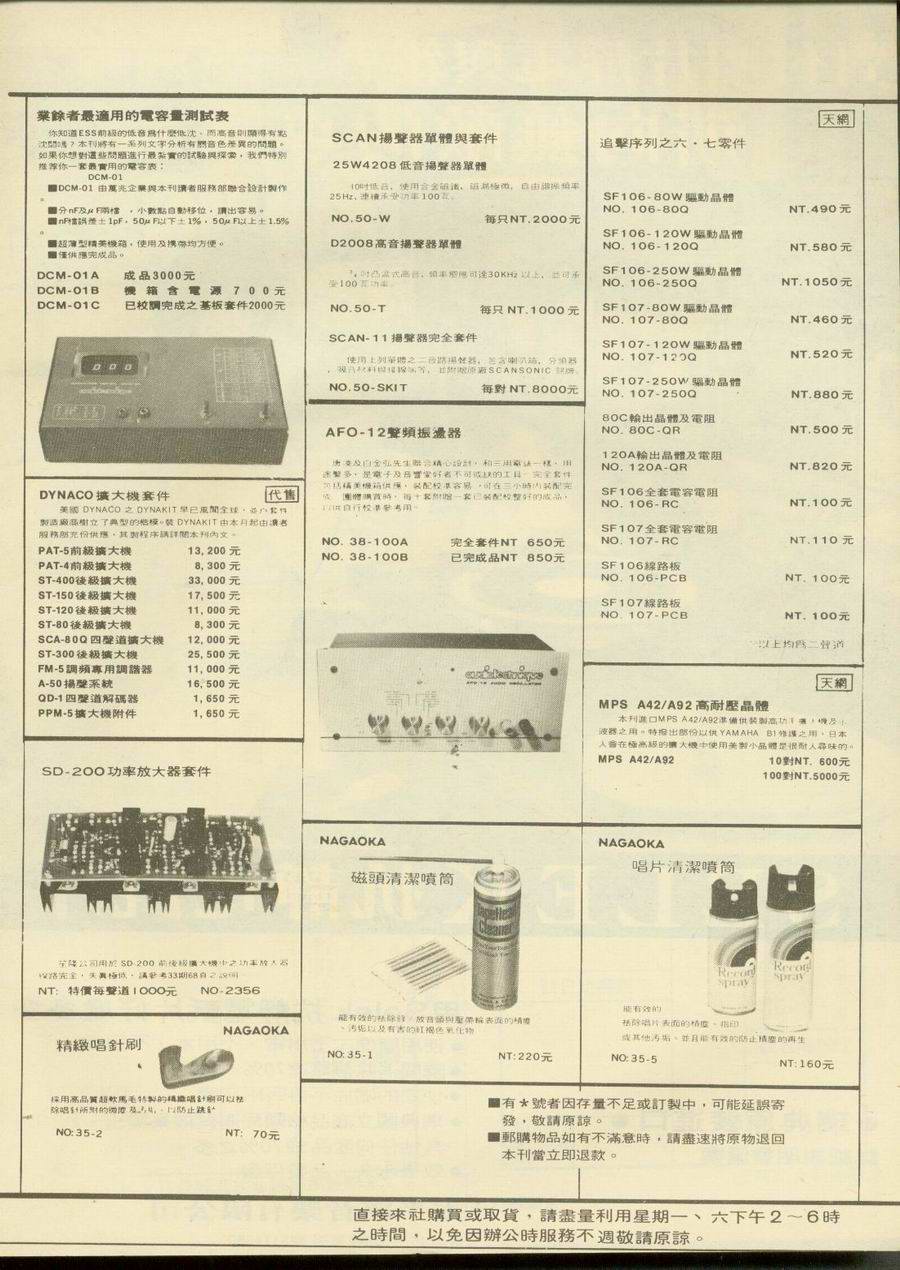 業餘者最適用的電容量測試表
你知道ESS前級的低音爲什麼低沈、而高音則顯得有點
沈悶嗎?本刊將有一系列文字分析有關音色差異的問題。
如果你想對這些問題進行最紮實的試驗與探索,我們特別
推荐你一套最實用的電容表:
DCM-01
■DCM-01 由萬兆企業與本刊讀者服務部聯合設計製作
。
■分nF及μF兩檔 ,小數點自動移位,讀出容易。
■nF檔誤差±1pF,50μF以下±1%,50μF以上±1.5%
。
■超薄型精美機箱,使用及携帶均方便。
■僅供應完成品。
DCM-01A 成品3000元
DCM-01B 機箱含電源700元
DCM-01C 已校調完成之基板套件2000元
DYNACO擴大機套件
代售
美國 DYNACO 之 DYNAKIT早已風聞全球,
製造廠商樹立了典型的楷模。裝 DYNAKIT由本月起由讀者
服務部充份供應,其製程序請詳閱本刊內文。
PAT-5前級擴大機 13,200元
PAT-4前級擴大機 8,300元
ST-400後級擴大機 33,000元
ST-150後級擴大機 17,500元
ST-120後級擴大機 11,000元
ST-80後級擴大機 8,300元
SCA-80Q四聲道擴大機 12,000元
ST-300後級擴大機 25,500元
FM-5調頻專用調諧器 11,000元
A-50揚聲系統 16,500元
QD-1四聲道解碼器 1,650元
PPM-5擴大機附件 1,650元
SD-200功率放大器套件
公司用於 SD-200 前後級擴大機中之功率放大器
線路完全,失真極低,請參考33期68頁之說明
NT: 特價每聲道1000元 NO-2356
NAGAOKA
精緻唱針刷
採用高品質超軟馬毛特製的精緻唱針刷可以袪
除唱針所附的微塵及污垢,以防止跳針
NO:35-2 NT: 70元
SCAN揚聲器單體與套件
25W4208低音揚聲器單體
10吋低音,使用合金磁鐵,磁漏極微,自由諧振頻率
25Hz,連續承受功率100瓦。
NO.50-W 每只NT.2000元
D2008高音揚聲器單體
3/4吋凸盆式高音,頻率響應可達30KHz以上,並可承
受100瓦功率。
NO.50-T 每只NT.1000元
SCAN-11揚聲器完全套件
使用上列單體之二音路揚聲器,包含喇叭箱,分頻器
,吸音材料與接線端等,並附贈原廠SCANSONIC 銘牌。
NO.50-SKIT 每對NT.8000元
AFO-12聲頻振盪器
唐凌及白金弘先生聯合精心設計,和三用電錶一樣,用
途繁多,是電子及音響愛好者不可或缺的工具。完全套件
包括精美機箱供應,裝配校準容易,可在三小時內裝配完
成。團體購買時,每十套附贈一套已裝配校整好的成品,
以供自行校準參考用。
NO. 38-100A 完全套件NT 650元
NO. 38-100B 已完成品NT 850元
audiotechnique
AFO-12 AUDIO OSCILLATOR
NAGAOKA
磁頭清潔噴筒
TapeHead
Cleaner
能有效的袪除錄、放音頭與壓帶輪表面的積塵
、污垢以及有害的紅褐色氧化物
NO:35-1 NT:220元
天網
追擊序列之六・七零件
SF106-80W驅動晶體
NO. 106-80Q NT.490元
SF106-120W驅動晶體
NO. 106-120Q NT.580元
SF106-250W驅動晶體
NO. 106-250Q NT.1050元
SF107-80W驅動晶體
NO. 107-80Q NT.460元
SF107-120W驅動晶體
NO. 107-120Q NT.520元
SF107-250W驅動晶體
NO. 107-250Q NT.880元
80C輸出晶體及電阻
NO. 80C-QR NT.500元
120A輸出晶體及電阻
NO. 120A-QR NT.820元
SF106全套電容電阻
NO. 106-RC NT.100元
SF107全套電容電阻
NO. 107-RC NT.110元
SF106線路板
NO. 106-PCB NT. 100元
SF107線路板
NO. 107-PCB NT. 100元
以上均爲二聲道
天網
MPS A42/A92高耐壓晶體
本刊進口MPS A42/A92準備供裝製高功率擴大機及
波器之用。特撥出部份以供YAMAHA B1修護之用,日本
人會在極高級的擴大機中使用美製小晶體是很耐人尋味的。
MPS A42/A92 10對NT. 600元
100對NT.5000元
NAGAOKA
唱片清潔噴筒
Record
spray
Record
spray
能有效的
袪除唱片表面的積塵、指印
或其他污垢、並且能有效的防止積塵的再生
NO:35-5 NT:160元
■有*號者因存量不足或訂製中,可能延誤寄
發,敬請原諒。
■郵購物品如有不滿意時,請盡速將原物退回
本刊當立即退款。
直接來社購買或取貨,請盡量利用星期一、六下午2~6時
之時間,以免因辦公時服務不週敬請原諒。